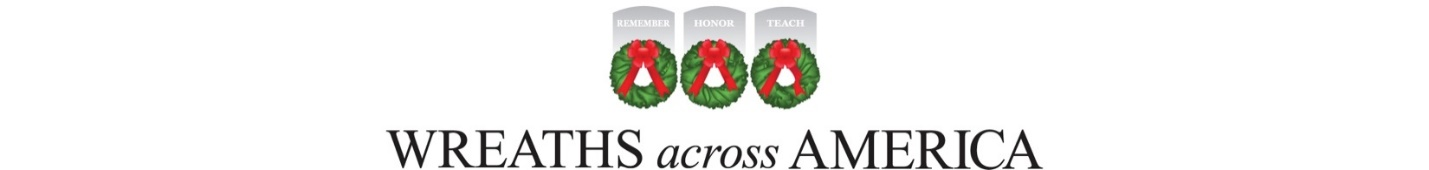 REMEMBER HONOR TEACH
WREATHS across AMERICA